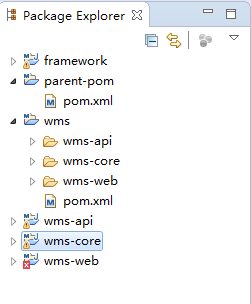 Package Explorer
framework
parent-pom
pom.xml
wms
wms-api
wms-core
wms-web
pom.xml
wms-api
wms-core
wms-web